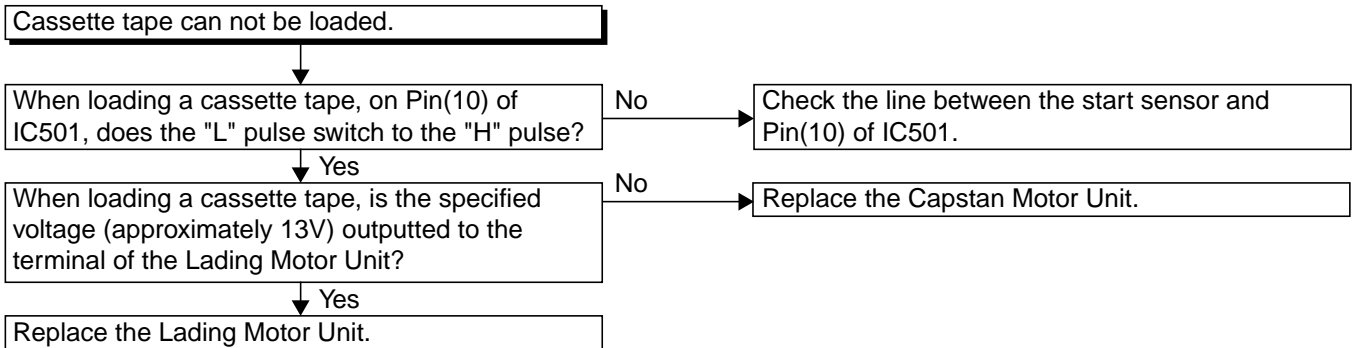 Cassette tape can not be loaded.
When loading a cassette tape, on Pin(10) of
IC501, does the "L" pulse switch to the "H" pulse?
No
Check the line between the start sensor and
Pin(10) of IC501.
Yes
When loading a cassette tape, is the specified
voltage (approximately 13V) outputted to the
terminal of the Lading Motor Unit?
No
Replace the Capstan Motor Unit.
Yes
Replace the Lading Motor Unit.